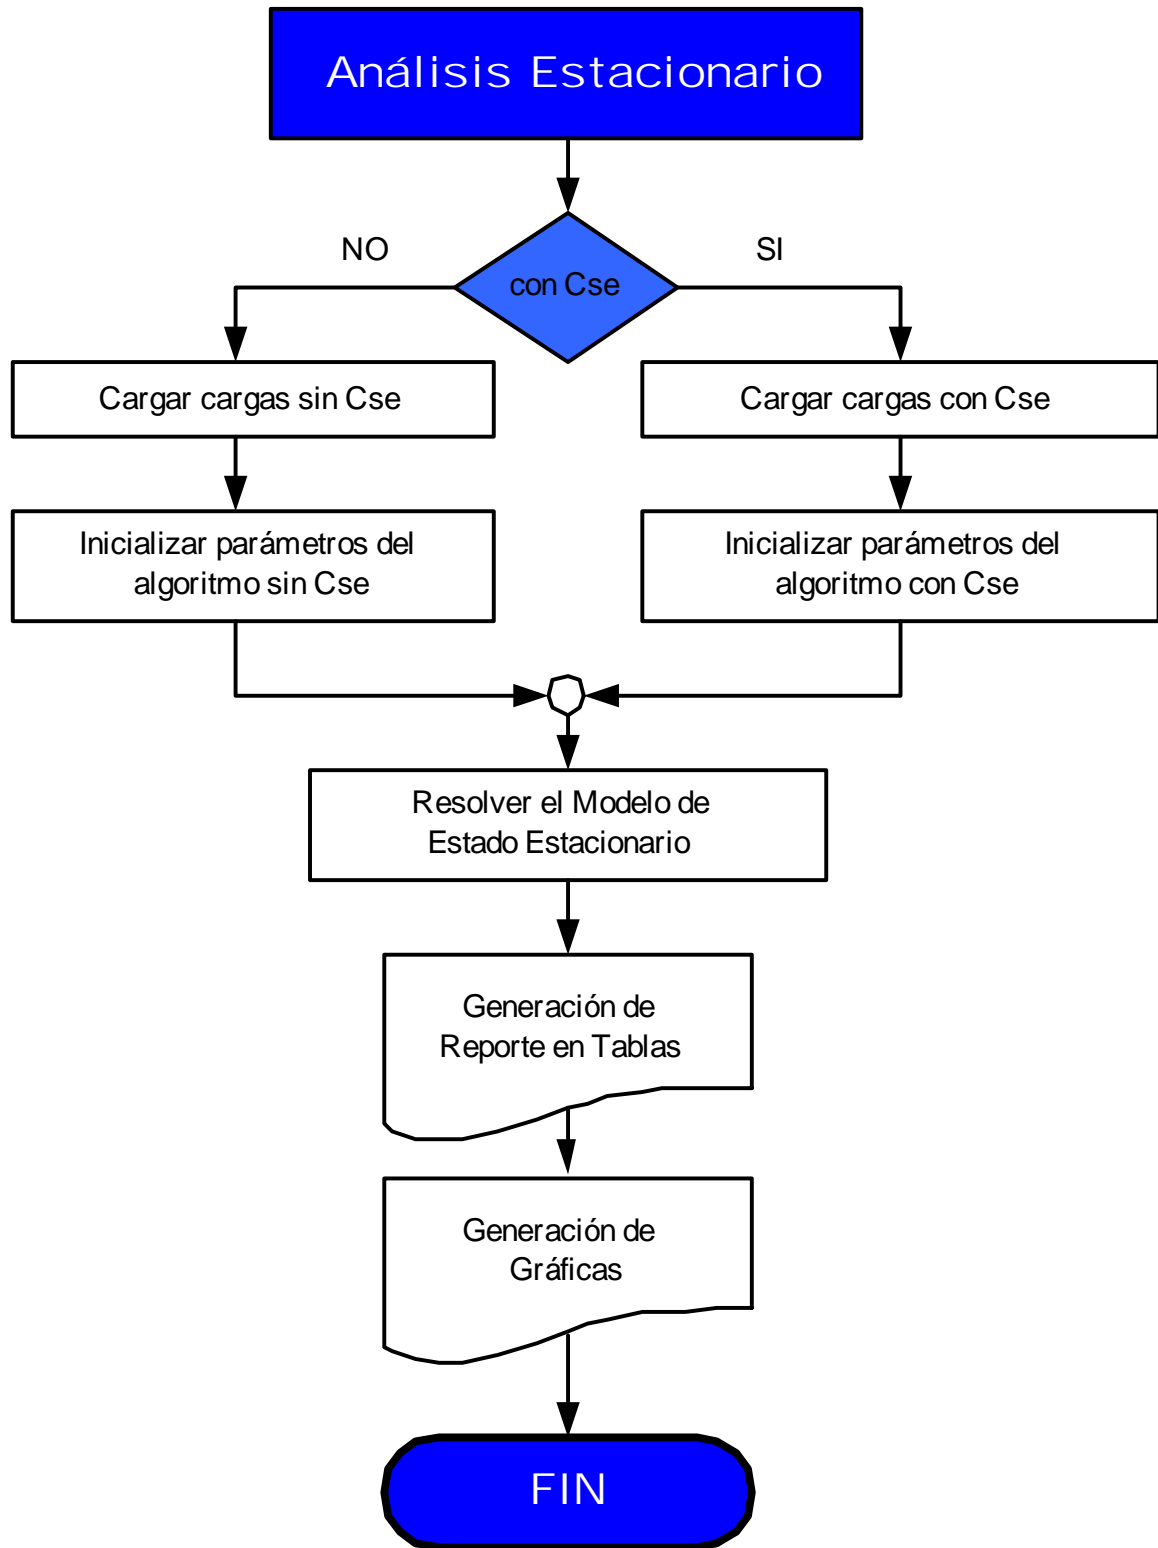 Análisis Estacionario
NO
SI
con Cse
Cargar cargas sin Cse
Cargar cargas con Cse
Inicializar parámetros del
algoritmo sin Cse
Inicializar parámetros del
algoritmo con Cse
Resolver el Modelo de
Estado Estacionario
Generación de
Reporte en Tablas
Generación de
Gráficas
FIN